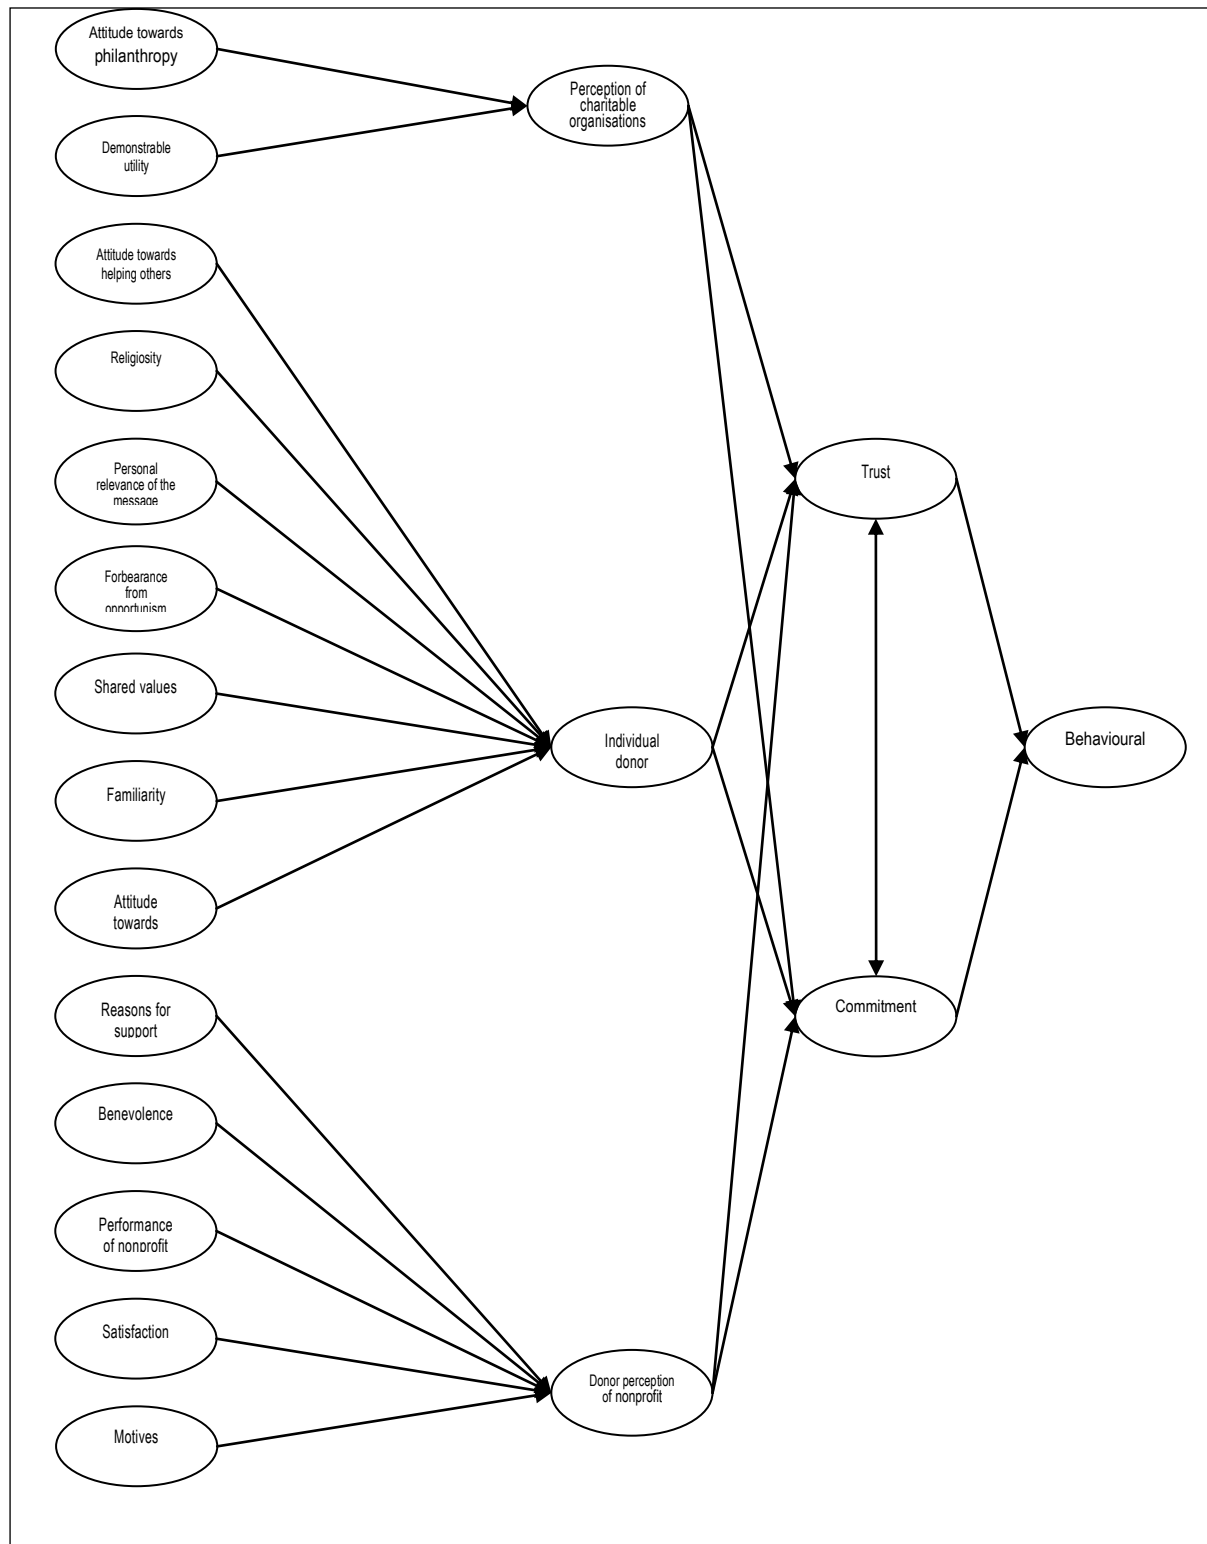 Attitude towards
philanthropy
Demonstrable
utility
Attitude towards
helping others
Religiosity
Personal
relevance of the
message
Forbearance
from
opportunism
Shared values
Familiarity
Attitude
towards
Reasons for
support
Benevolence
Performance
of nonprofit
Satisfaction
Motives
Perception of
charitable
organisations
Individual
donor
Donor perception
of nonprofit
Trust
Commitment
Behavioural